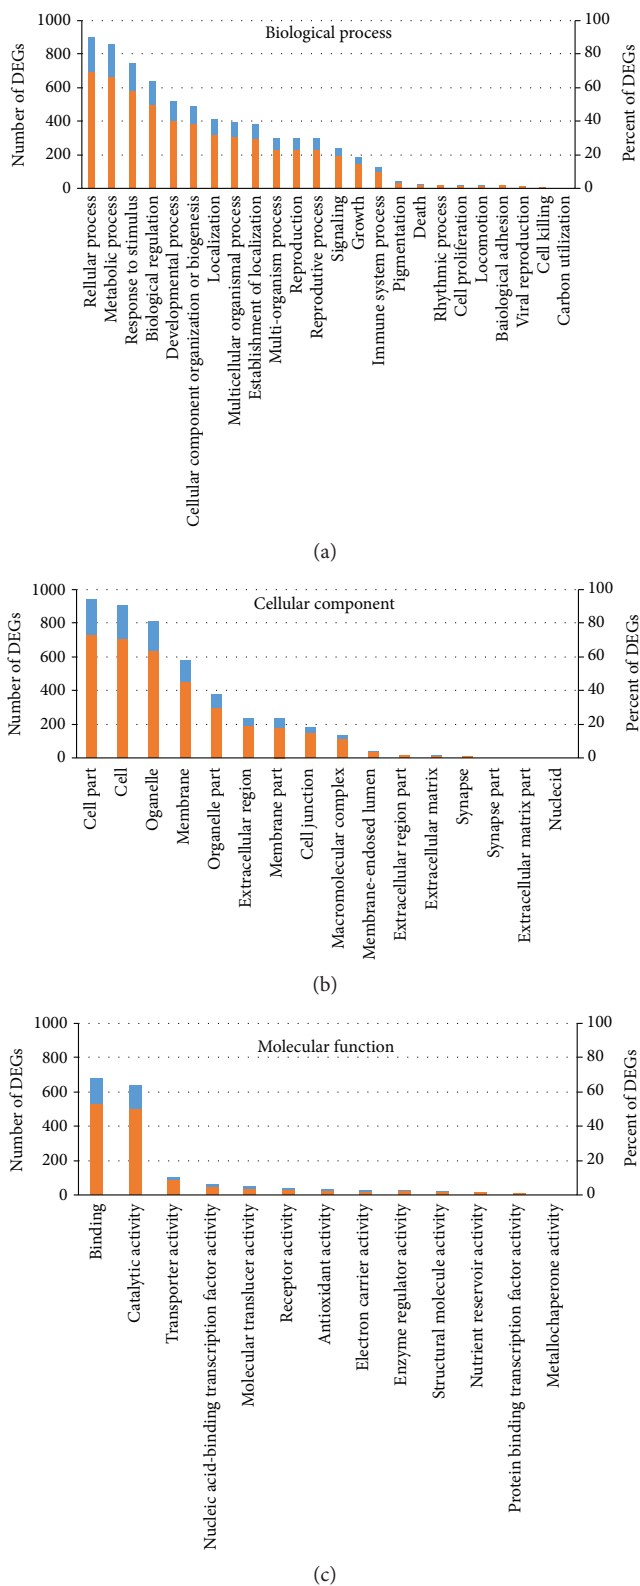 Biological process
Number of DEGs
1000
800
600
400
200
0
100
80
60
40
20
0
Percent of DEGs
Rellular process
Metabolic process
Response to stimulus
Biological regulation
Developmental process
Cellular component organization or biogenesis
Localization
Multicellular organismal process
Establishment of localization
Multi-organism process
Reproduction
Reprodutive process
Signaling
Growth
Immune system process
Pigmentation
Death
Rhythmic process
Cell proliferation
Locomotion
Baiological adhesion
Viral reproduction
Cell killing
Carbon utilization
(a)
Cellular component
Number of DEGs
1000
800
600
400
200
0
100
80
60
40
20
0
Percent of DEGs
Cell part
Cell
Oganelle
Membrane
Organelle part
Extracellular region
Membrane part
Cell junction
Macromolecular complex
Membrane-endosed lumen
Extracellular region part
Extracellular matrix
Synapse
Synapse part
Extracellular matrix part
Nudecid
(b)
Molecular function
Number of DEGs
1000
800
600
400
200
0
100
80
60
40
20
0
Percent of DEGs
Binding
Catalytic activity
Transporter activity
Nucleic acid-binding transcription factor activity
Molecular translucer activity
Receptor activity
Antioxidant activity
Electron carrier activity
Enzyme regulator activity
Structural molecule activity
Nutrient reservoir activity
Protein binding transcription factor activity
Metallochaperone activity
(c)